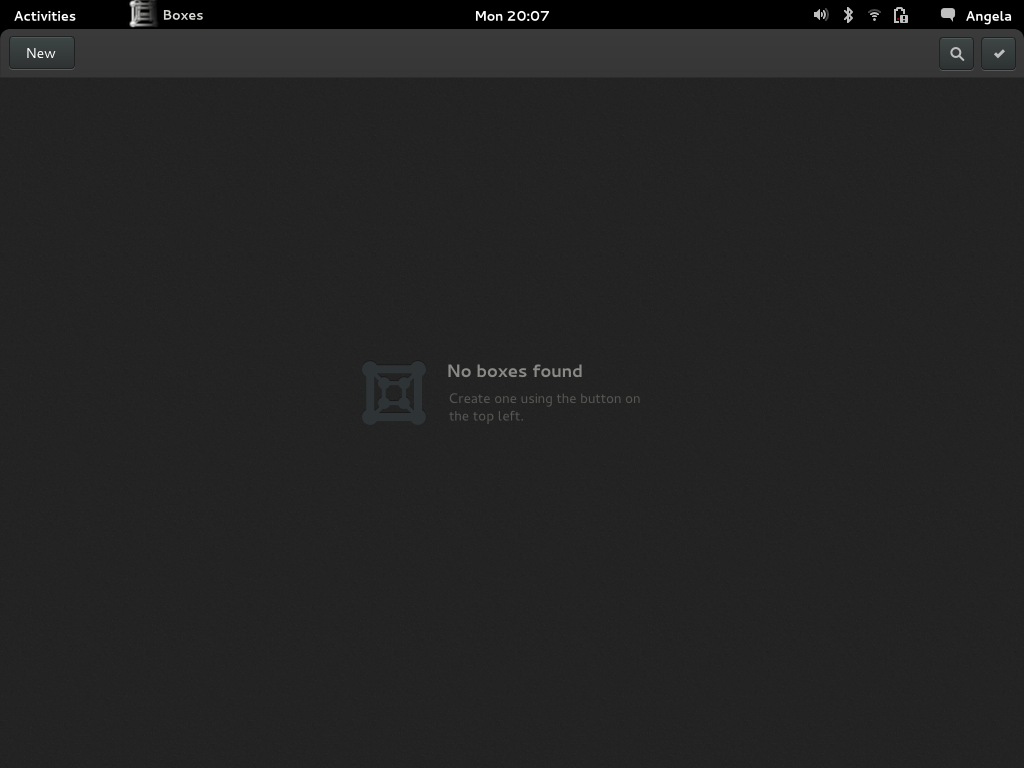 Activities
Boxes
Mon 20:07
Angela
New
No boxes found
Create one using the button on
the top left.